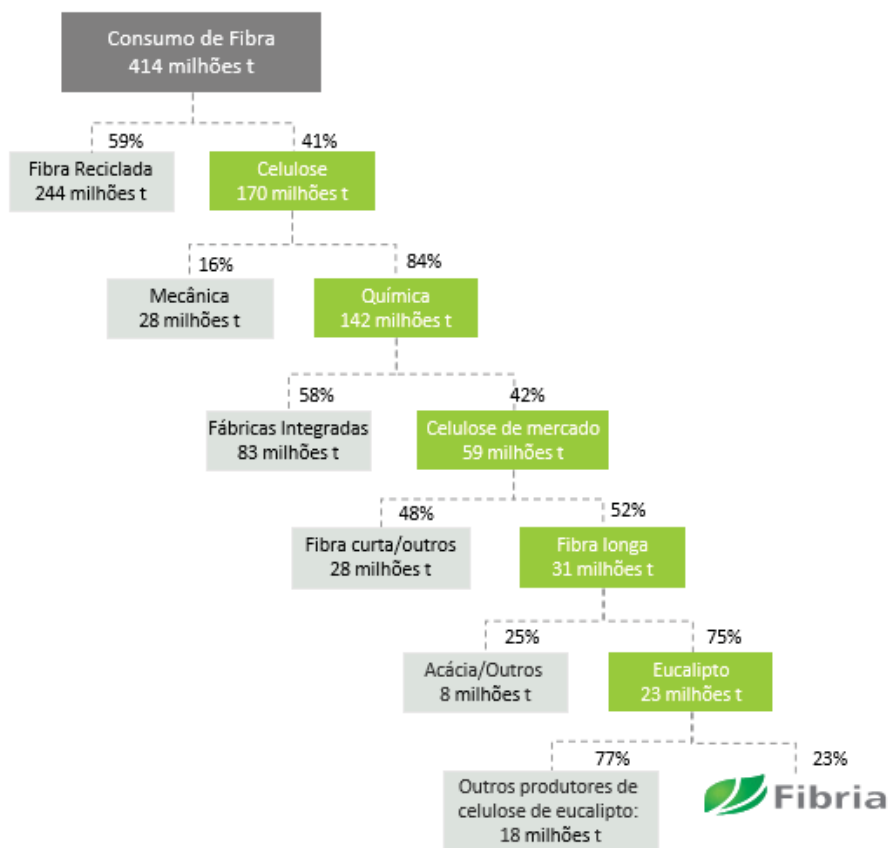 Consumo de Fibra
414 milhões t
59%
41%
Fibra Reciclada
244 milhões t
Celulose
170 milhões t
16%
84%
Mecânica
28 milhões t
Química
142 milhões t
58%
42%
Fábricas Integradas
83 milhões t
Celulose de mercado
59 milhões t
48%
52%
Fibra curta/outros
28 milhões t
Fibra longa
31 milhões t
25%
75%
Acácia/Outros
8 milhões t
Eucalipto
23 milhões t
77%
23%
Outros produtores de
celulose de eucalipto:
18 milhões t
Fibria